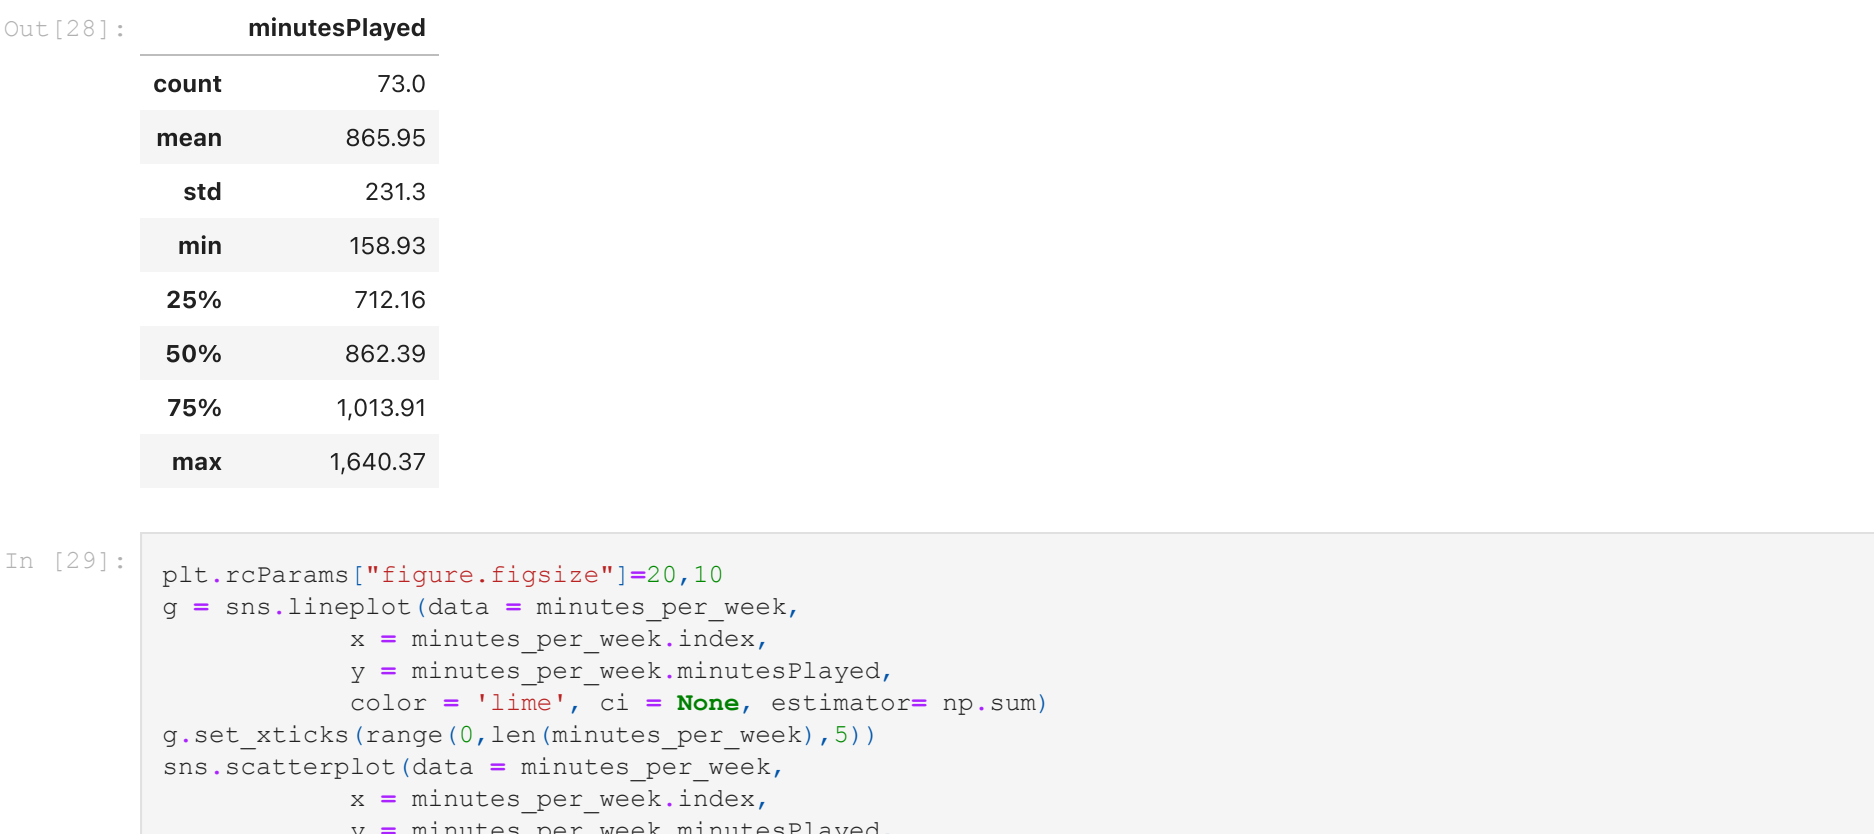 Out[28]:
minutesPlayed
count 73.0
mean 865.95
std 231.3
min 158.93
25% 712.16
50% 862.39
75% 1,013.91
max 1,640.37
In [29]:
plt.rcParams["figure.figsize"]=20,10
g = sns.lineplot(data = minutes_per_week,
x = minutes_per_week.index,
y = minutes_per_week.minutesPlayed,
color = 'lime', ci = None, estimator= np.sum)
g.set_xticks(range(0,len(minutes_per_week),5))
sns.scatterplot(data = minutes_per_week,
x = minutes_per_week.index,
y = minutes_per_week.minutesPlayed,